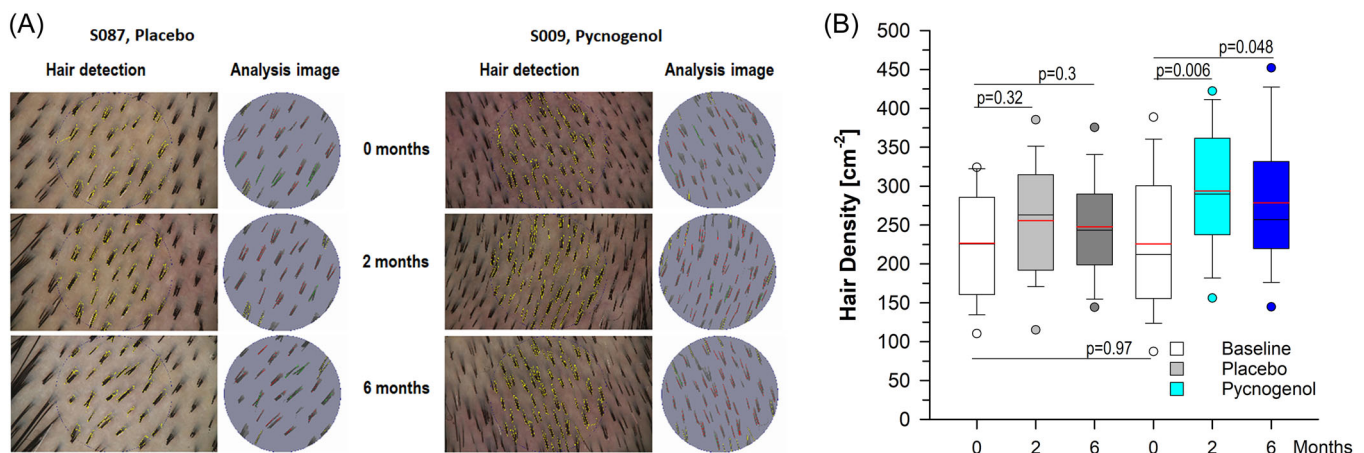 (A)
S087, Placebo
S009, Pycnogenol
Hair detection
Analysis image
Hair detection
Analysis image
0 months
2 months
6 months
(B)
Hair Density [cm⁻²]
500
450
400
350
300
250
200
150
100
50
0
p=0.048
p=0.3
p=0.006
p=0.32
p=0.97
Baseline
Placebo
Pycnogenol
0 2 6 0 2 6 Months